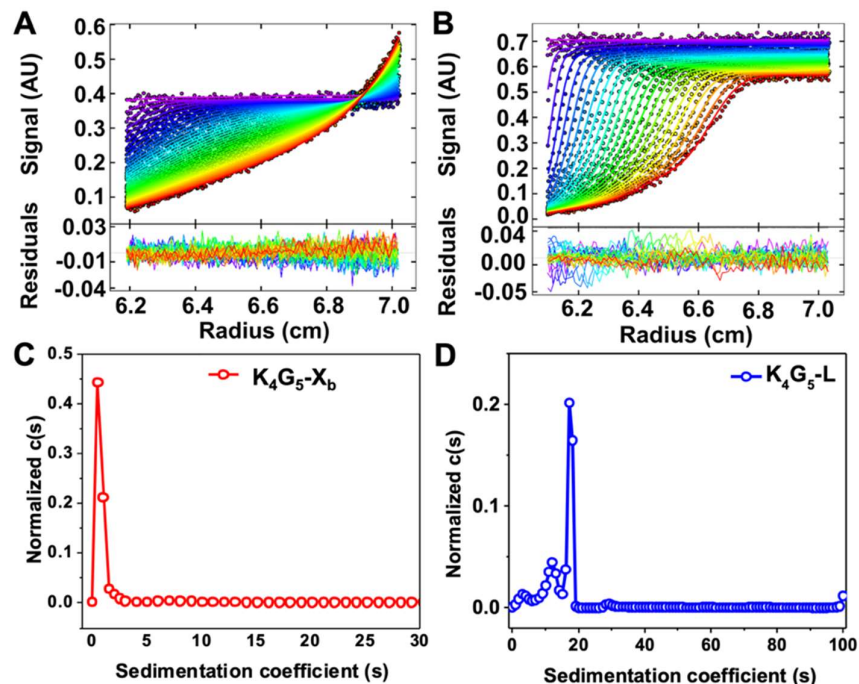 A
B
Signal (AU)
0.6
0.5
0.4
0.3
0.2
0.1
Residuals
0.03
-0.01
-0.04
6.2 6.4 6.6 6.8 7.0
Radius (cm)
Signal (AU)
0.7
0.6
0.5
0.4
0.3
0.2
0.1
0.0
Residuals
0.04
0.00
-0.05
6.2 6.4 6.6 6.8 7.0
Radius (cm)
C
D
Normalized c(s)
0.5
0.4
0.3
0.2
0.1
0.0
K₄G₅-X_b
0 5 10 15 20 25 30
Sedimentation coefficient (s)
Normalized c(s)
0.2
0.1
0.0
K₄G₅-L
0 20 40 60 80 100
Sedimentation coefficient (s)